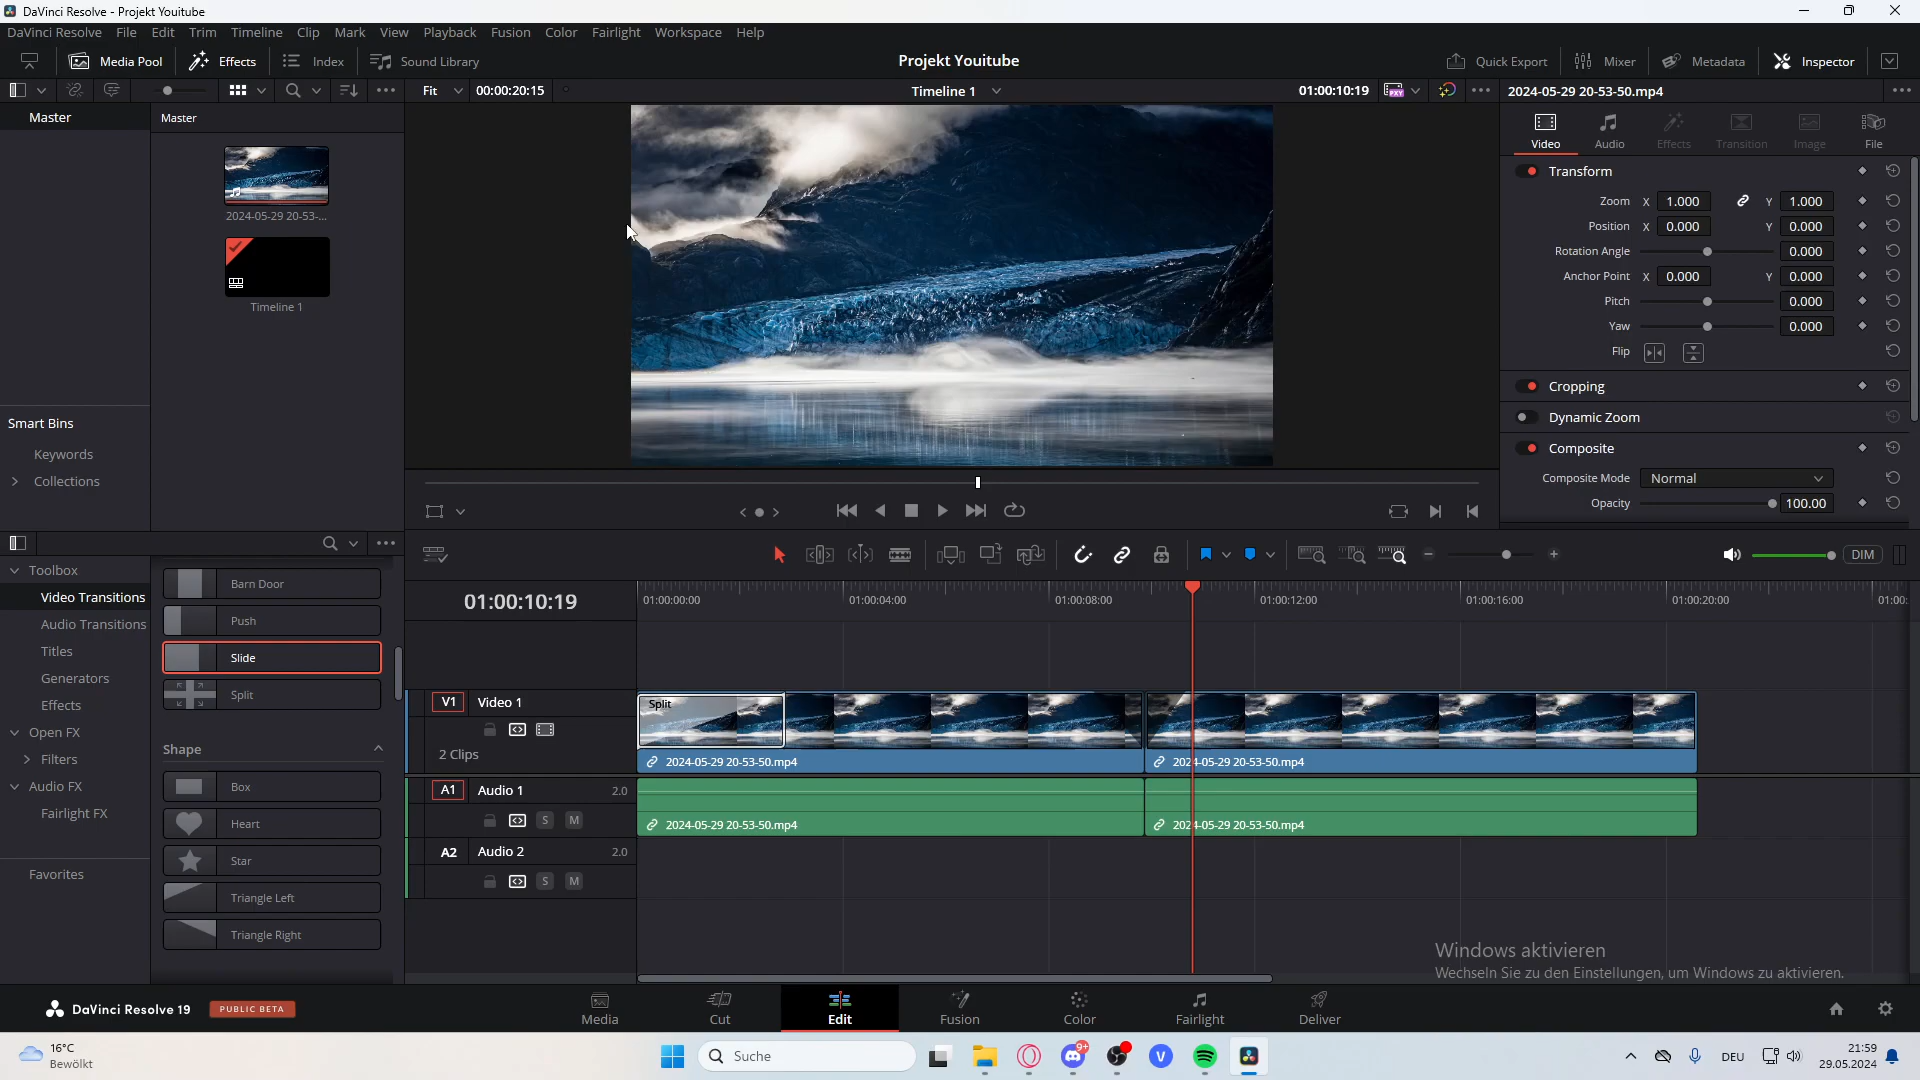 DaVinci Resolve - Projekt Youitube
DaVinci Resolve File Edit Trim Timeline Clip Mark View Playback Fusion Color Fairlight Workspace Help
Media Pool Effects Index Sound Library Projekt Youitube Quick Export Mixer Metadata Inspector
Fit 00:00:20:15 Timeline 1 01:00:10:19 PXY 2024-05-29 20-53-50.mp4
Master Master
Video Audio Effects Transition Image File
Transform
Zoom X 1.000 Y 1.000
2024-05-29 20-53-...
Position X 0.000 Y 0.000
Rotation Angle 0.000
Anchor Point X 0.000 Y 0.000
Timeline 1
Pitch 0.000
Yaw 0.000
Flip
Cropping
Dynamic Zoom
Smart Bins
Composite
Keywords
Collections
Composite Mode Normal
Opacity 100.00
DIM
Toolbox
Video Transitions
Audio Transitions
Titles
Generators
Effects
Open FX
Filters
Audio FX
Fairlight FX
Favorites
Barn Door
Push
Slide
Split
Shape
Box
Heart
Star
Triangle Left
Triangle Right
01:00:10:19 01:00:00:00 01:00:04:00 01:00:08:00 01:00:12:00 01:00:16:00 01:00:20:00 01:00:
V1 Video 1 Split
2 Clips 2024-05-29 20-53-50.mp4 2024-05-29 20-53-50.mp4
A1 Audio 1 2.0
S M 2024-05-29 20-53-50.mp4 2024-05-29 20-53-50.mp4
A2 Audio 2 2.0
S M
Windows aktivieren
Wechseln Sie zu den Einstellungen, um Windows zu aktivieren.
DaVinci Resolve 19 PUBLIC BETA Media Cut Edit Fusion Color Fairlight Deliver
16°C
Bewölkt
Suche
9+
V
DEU
21:59
29.05.2024